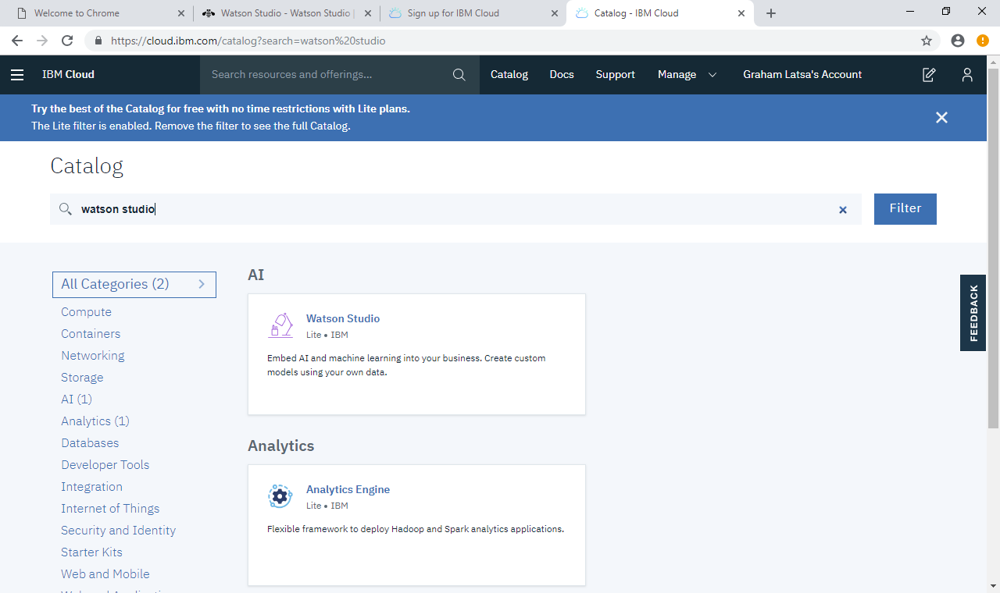 Welcome to Chrome
Watson Studio - Watson Studio |
Sign up for IBM Cloud
Catalog - IBM Cloud
https://cloud.ibm.com/catalog?search=watson%20studio
IBM Cloud
Search resources and offerings...
Catalog
Docs
Support
Manage
Graham Latsa's Account
Try the best of the Catalog for free with no time restrictions with Lite plans.
The Lite filter is enabled. Remove the filter to see the full Catalog.
Catalog
watson studio
Filter
All Categories (2)
Compute
Containers
Networking
Storage
AI (1)
Analytics (1)
Databases
Developer Tools
Integration
Internet of Things
Security and Identity
Starter Kits
Web and Mobile
AI
Watson Studio
Lite • IBM
Embed AI and machine learning into your business. Create custom
models using your own data.
Analytics
Analytics Engine
Lite • IBM
Flexible framework to deploy Hadoop and Spark analytics applications.
FEEDBACK